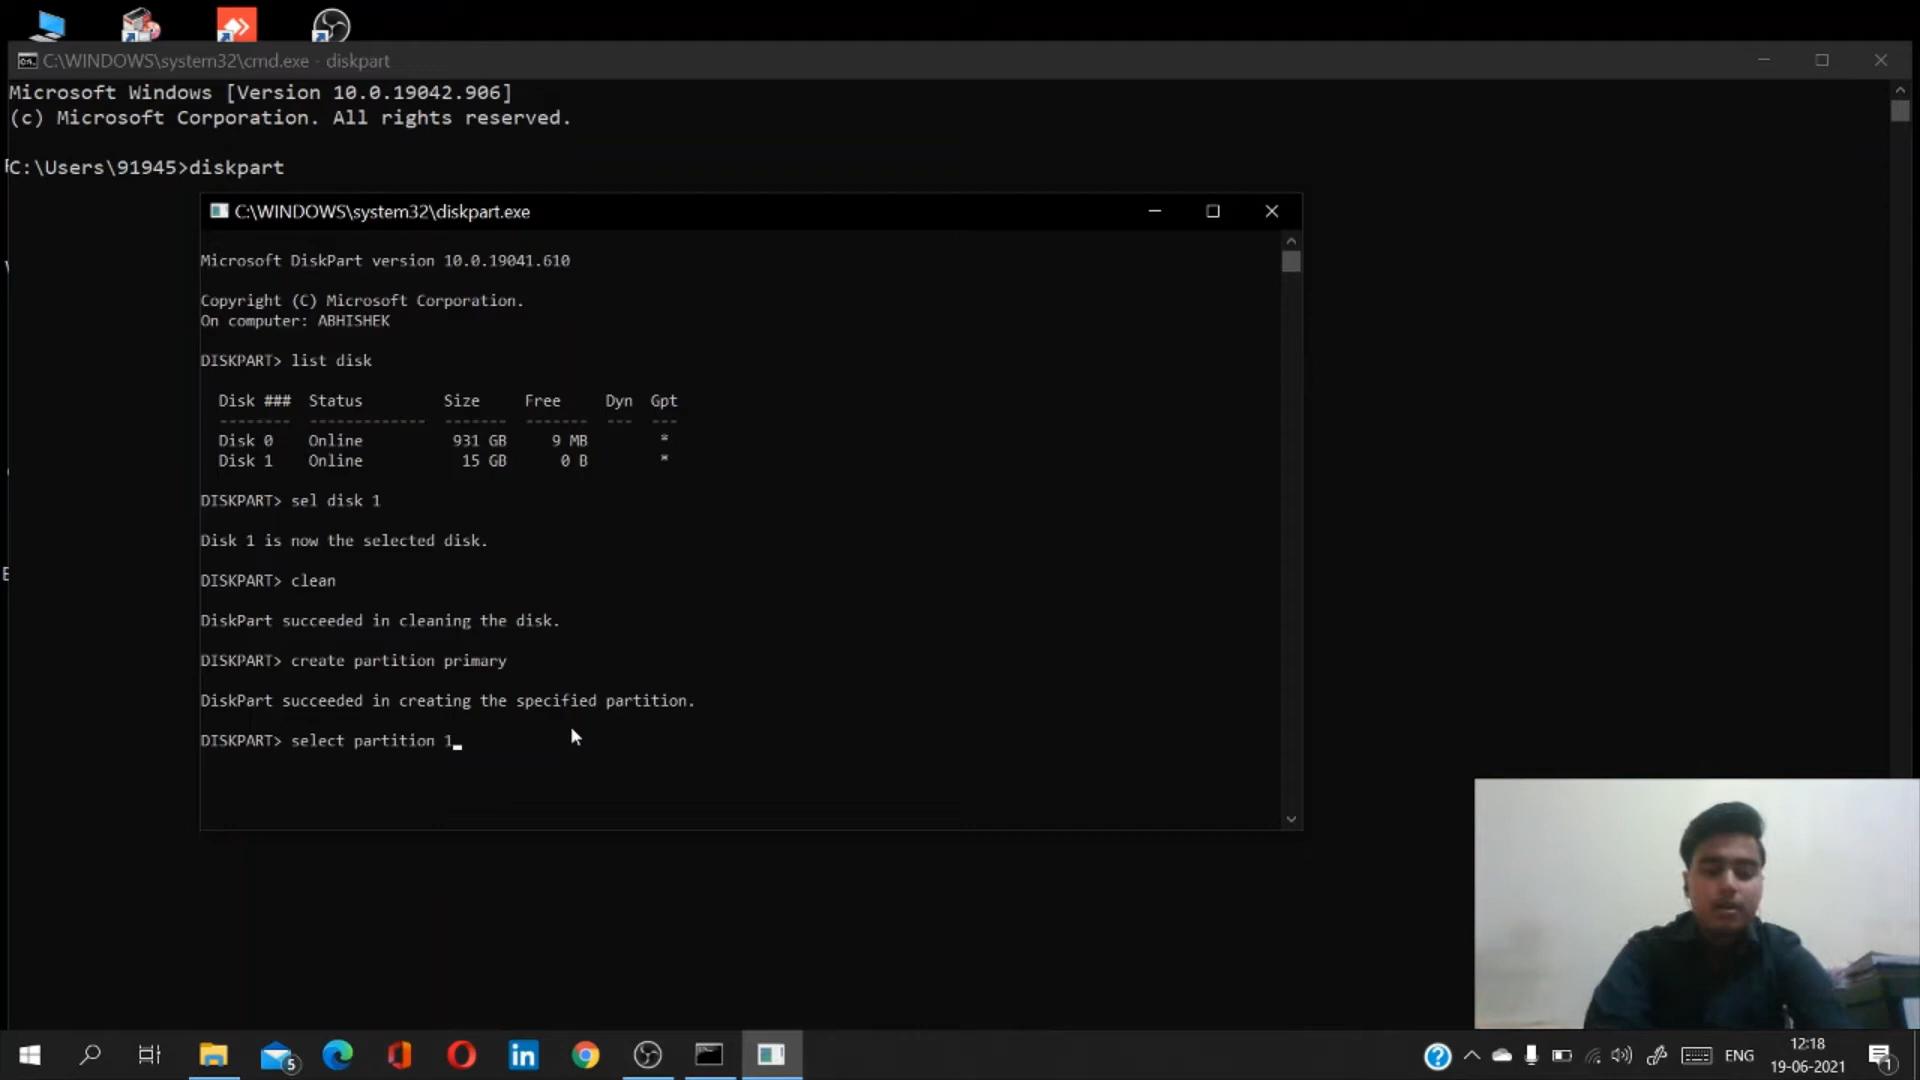 C:\WINDOWS\system32\cmd.exe - diskpart
Microsoft Windows [Version 10.0.19042.906]
(c) Microsoft Corporation. All rights reserved.
C:\Users\91945>diskpart
C:\WINDOWS\system32\diskpart.exe
Microsoft DiskPart version 10.0.19041.610
Copyright (C) Microsoft Corporation.
On computer: ABHISHEK
DISKPART> list disk
Disk ### Status Size Free Dyn Gpt
-------- ------------- ------- ------- --- ---
Disk 0 Online 931 GB 9 MB *
Disk 1 Online 15 GB 0 B *
DISKPART> sel disk 1
Disk 1 is now the selected disk.
DISKPART> clean
DiskPart succeeded in cleaning the disk.
DISKPART> create partition primary
DiskPart succeeded in creating the specified partition.
DISKPART> select partition 1_
5
in
ENG
12:18
19-06-2021
1